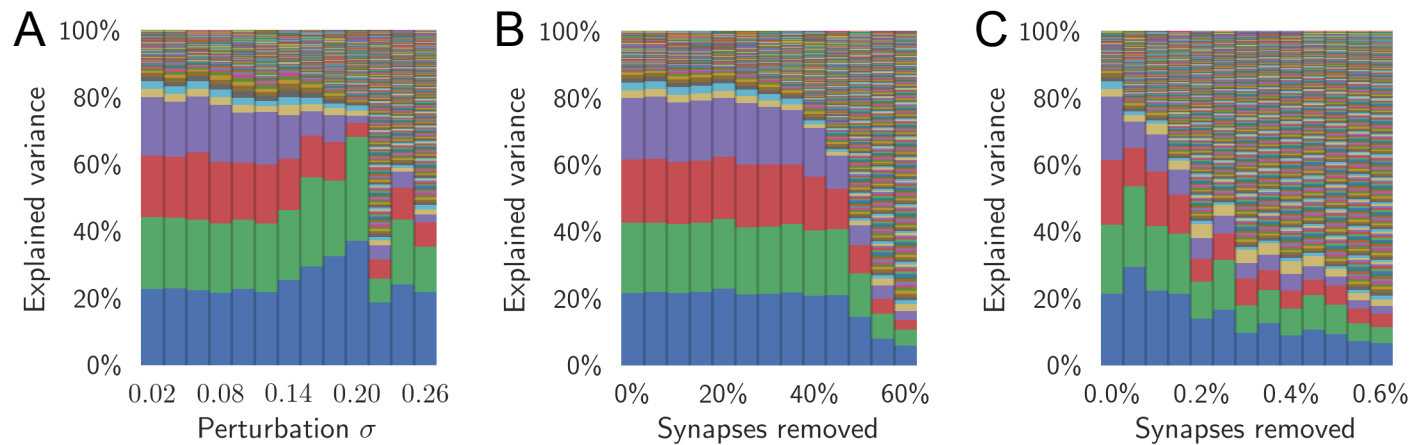 A
100%
80%
60%
40%
20%
0%
Explained variance
0.02 0.08 0.14 0.20 0.26
Perturbation σ
B
100%
80%
60%
40%
20%
0%
Explained variance
0% 20% 40% 60%
Synapses removed
C
100%
80%
60%
40%
20%
0%
Explained variance
0.0% 0.2% 0.4% 0.6%
Synapses removed